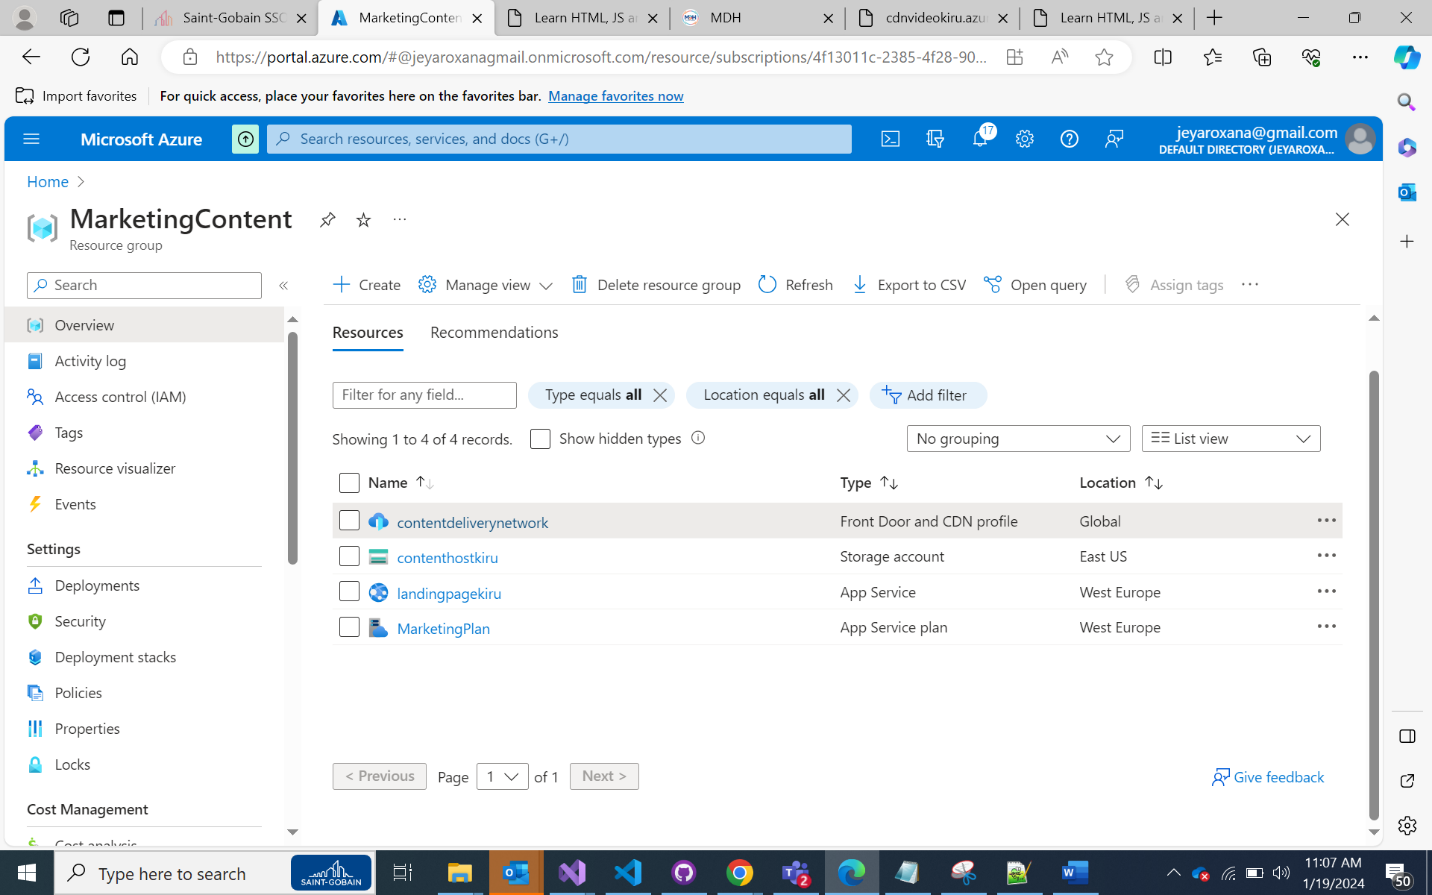 Saint-Gobain SSC
MarketingConten
Learn HTML, JS a
MDH
cdnvideokiru.azu
Learn HTML, JS a
https://portal.azure.com/#@jeyaroxanagmail.onmicrosoft.com/resource/subscriptions/4f13011c-2385-4f28-90...
Import favorites
For quick access, place your favorites here on the favorites bar. Manage favorites now
Microsoft Azure
Search resources, services, and docs (G+/)
17
jeyaroxana@gmail.com
DEFAULT DIRECTORY (JEYAROXA...
Home
MarketingContent
Resource group
Search
Create
Manage view
Delete resource group
Refresh
Export to CSV
Open query
Assign tags
Overview
Activity log
Access control (IAM)
Tags
Resource visualizer
Events
Settings
Deployments
Security
Deployment stacks
Policies
Properties
Locks
Cost Management
Cost analysis
Resources
Recommendations
Filter for any field...
Type equals all
Location equals all
Add filter
Showing 1 to 4 of 4 records.
Show hidden types
No grouping
List view
Name
Type
Location
contentdeliverynetwork
Front Door and CDN profile
Global
contenthostkiru
Storage account
East US
landingpagekiru
App Service
West Europe
MarketingPlan
App Service plan
West Europe
< Previous
Page
1
of 1
Next >
Give feedback
Type here to search
SAINT-GOBAIN
2
11:07 AM
1/19/2024
50